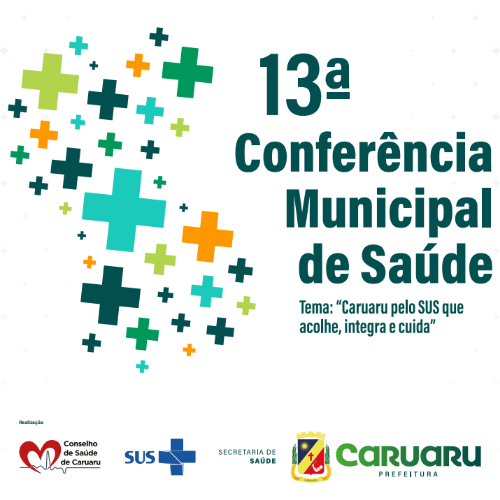 13ª
Conferência
Municipal
de Saúde
Tema: “Caruaru pelo SUS que
acolhe, integra e cuida”
Realização
Conselho
de Saúde
de Caruaru
SUS
SECRETARIA DE
SAÚDE
CARUARU
PREFEITURA